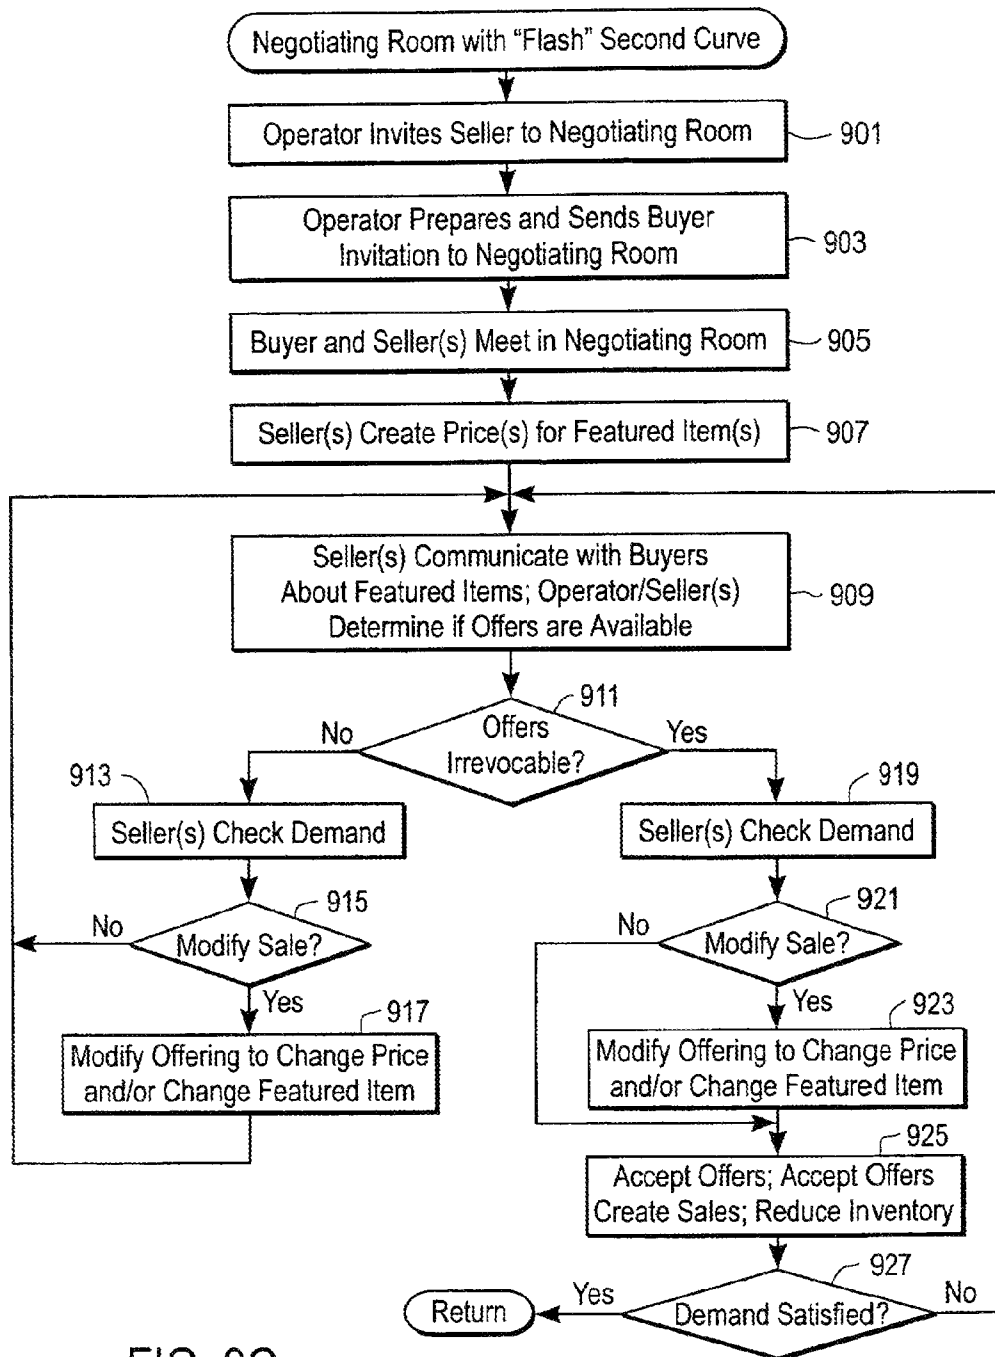 Negotiating Room with “Flash” Second Curve
Operator Invites Seller to Negotiating Room
901
Operator Prepares and Sends Buyer
Invitation to Negotiating Room
903
Buyer and Seller(s) Meet in Negotiating Room
905
Seller(s) Create Price(s) for Featured Item(s)
907
Seller(s) Communicate with Buyers
About Featured Items; Operator/Seller(s)
Determine if Offers are Available
909
911
Offers
Irrevocable?
No
Yes
913
Seller(s) Check Demand
919
Seller(s) Check Demand
915
No
Modify Sale?
Yes
921
No
Modify Sale?
Yes
917
Modify Offering to Change Price
and/or Change Featured Item
923
Modify Offering to Change Price
and/or Change Featured Item
925
Accept Offers; Accept Offers
Create Sales; Reduce Inventory
927
Return
Yes
Demand Satisfied?
No
FIG.